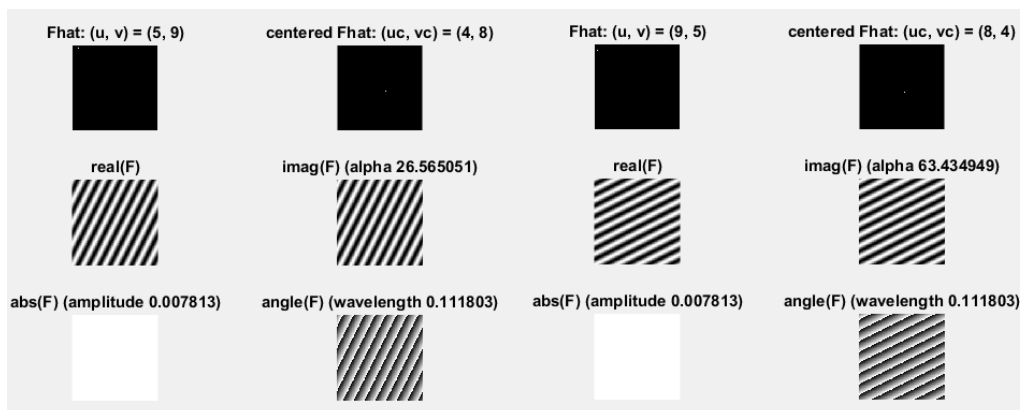 Fhat: (u, v) = (5, 9)
centered Fhat: (uc, vc) = (4, 8)
Fhat: (u, v) = (9, 5)
centered Fhat: (uc, vc) = (8, 4)
real(F)
imag(F) (alpha 26.565051)
real(F)
imag(F) (alpha 63.434949)
abs(F) (amplitude 0.007813)
angle(F) (wavelength 0.111803)
abs(F) (amplitude 0.007813)
angle(F) (wavelength 0.111803)